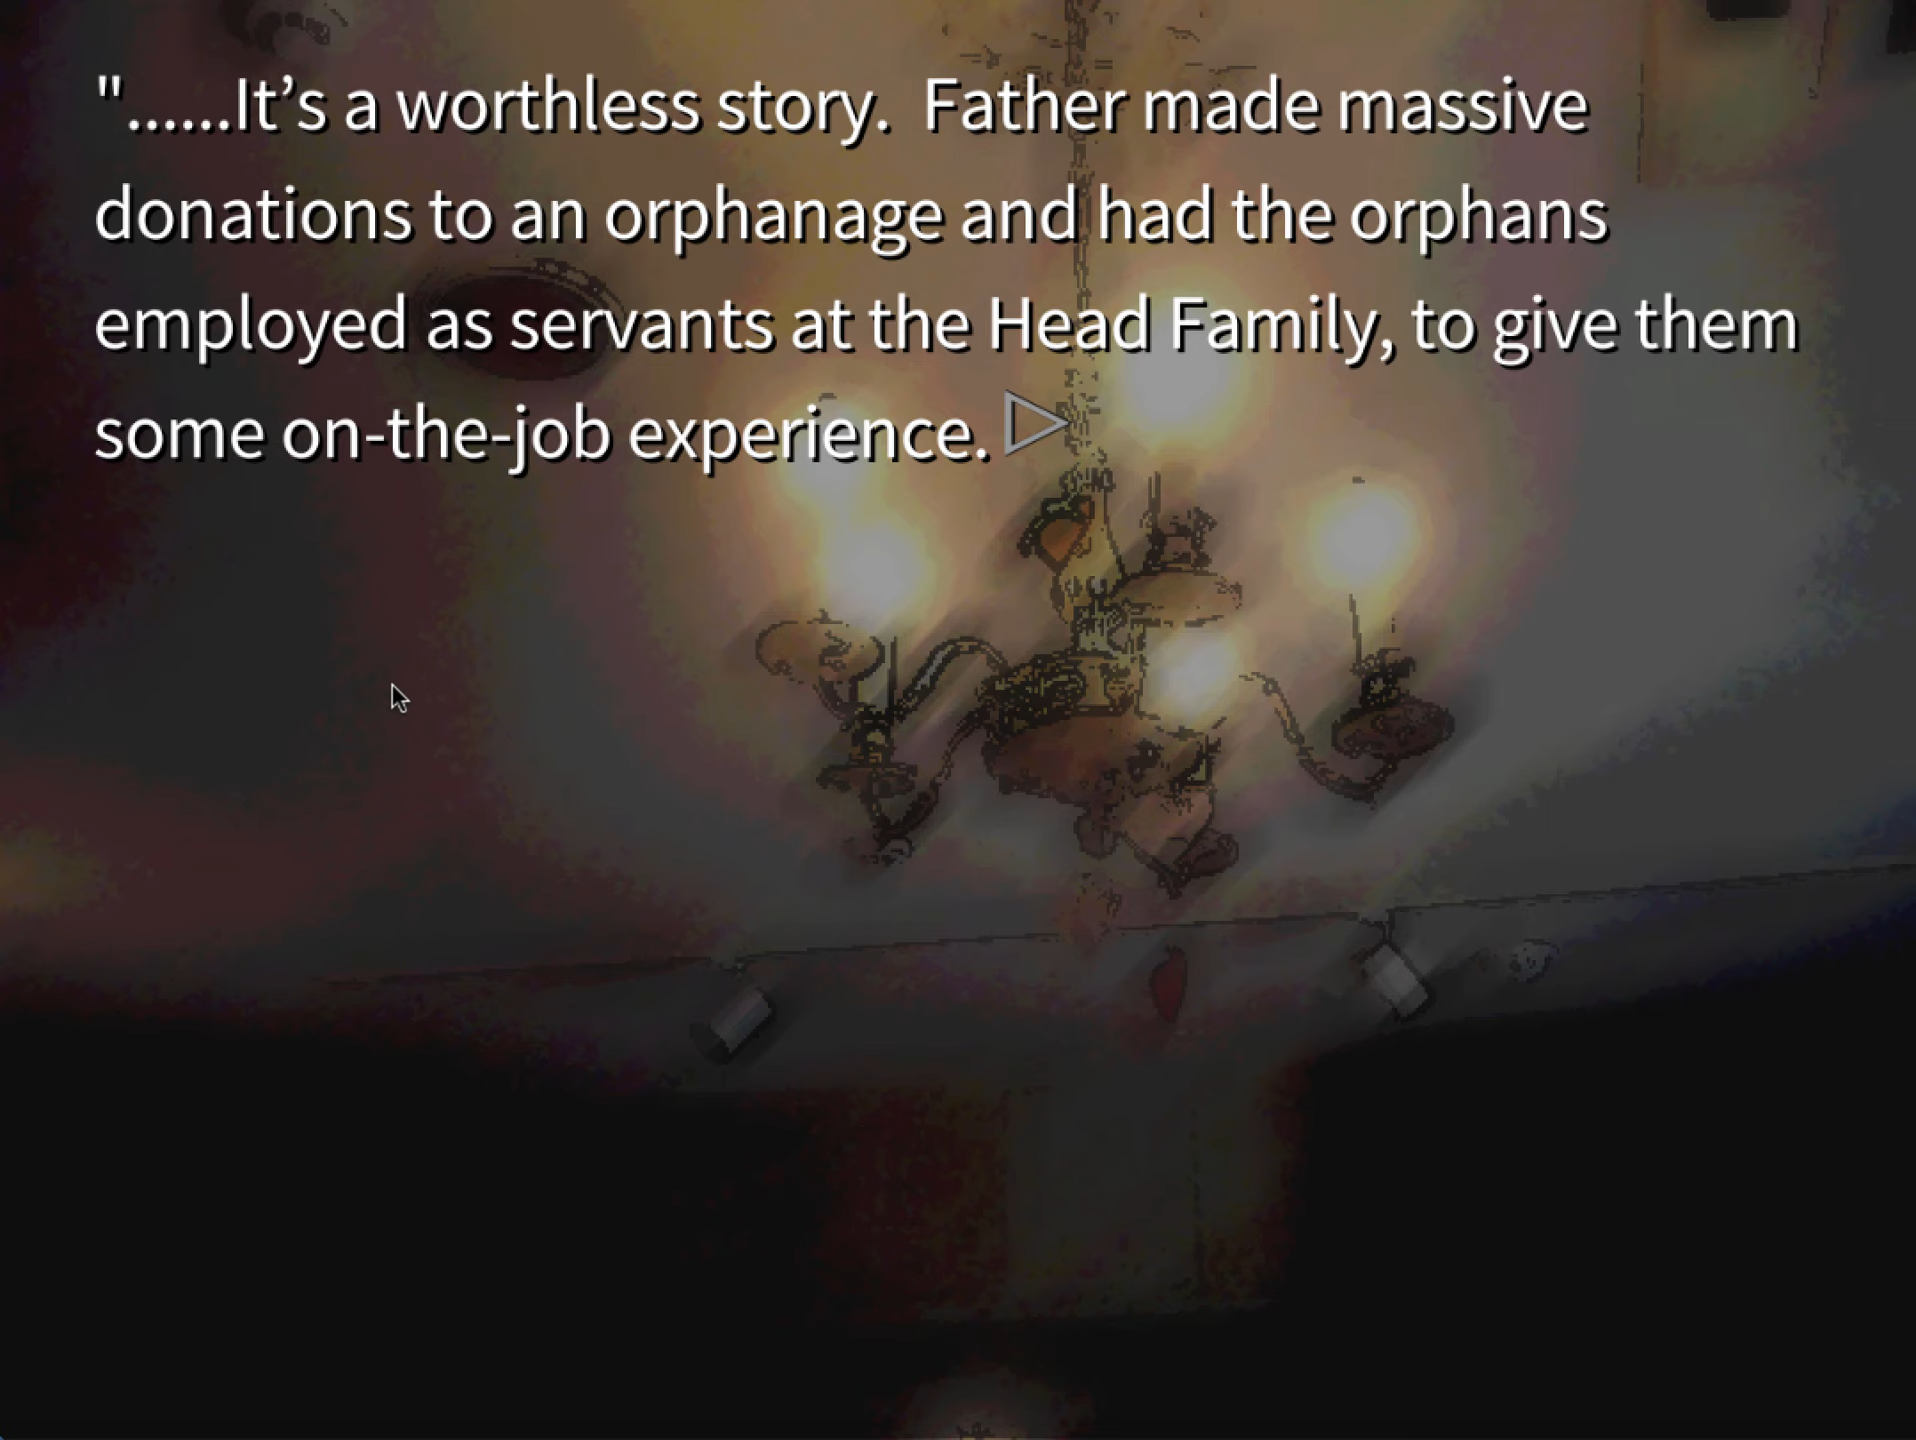 "......It’s a worthless story.  Father made massive
donations to an orphanage and had the orphans
employed as servants at the Head Family, to give them
some on-the-job experience.